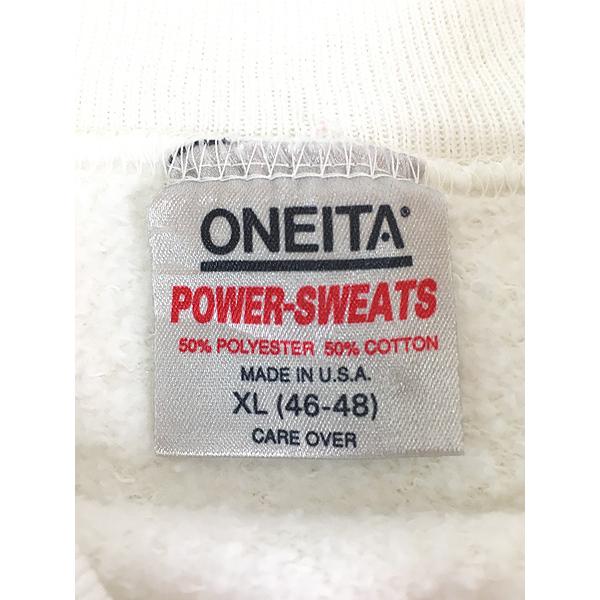 ONEITA®
POWER-SWEATS
50% POLYESTER 50% COTTON
MADE IN U.S.A.
XL (46-48)
CARE OVER